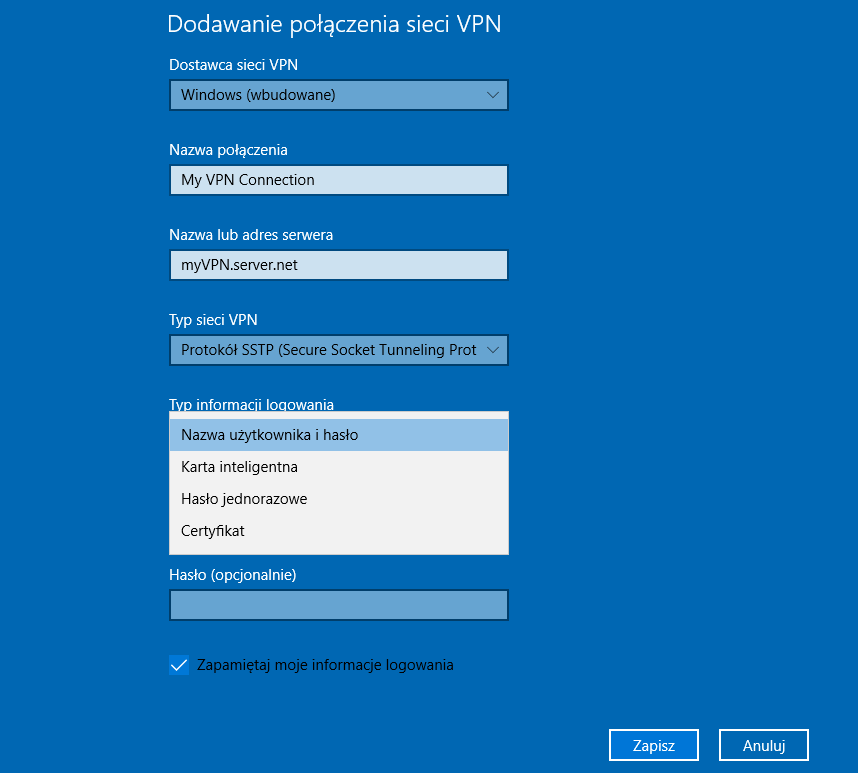 Dodawanie połączenia sieci VPN
Dostawca sieci VPN
Windows (wbudowane)
Nazwa połączenia
My VPN Connection
Nazwa lub adres serwera
myVPN.server.net
Typ sieci VPN
Protokół SSTP (Secure Socket Tunneling Prot
Typ informacji logowania
Nazwa użytkownika i hasło
Karta inteligentna
Hasło jednorazowe
Certyfikat
Hasło (opcjonalnie)
Zapamiętaj moje informacje logowania
Zapisz
Anuluj